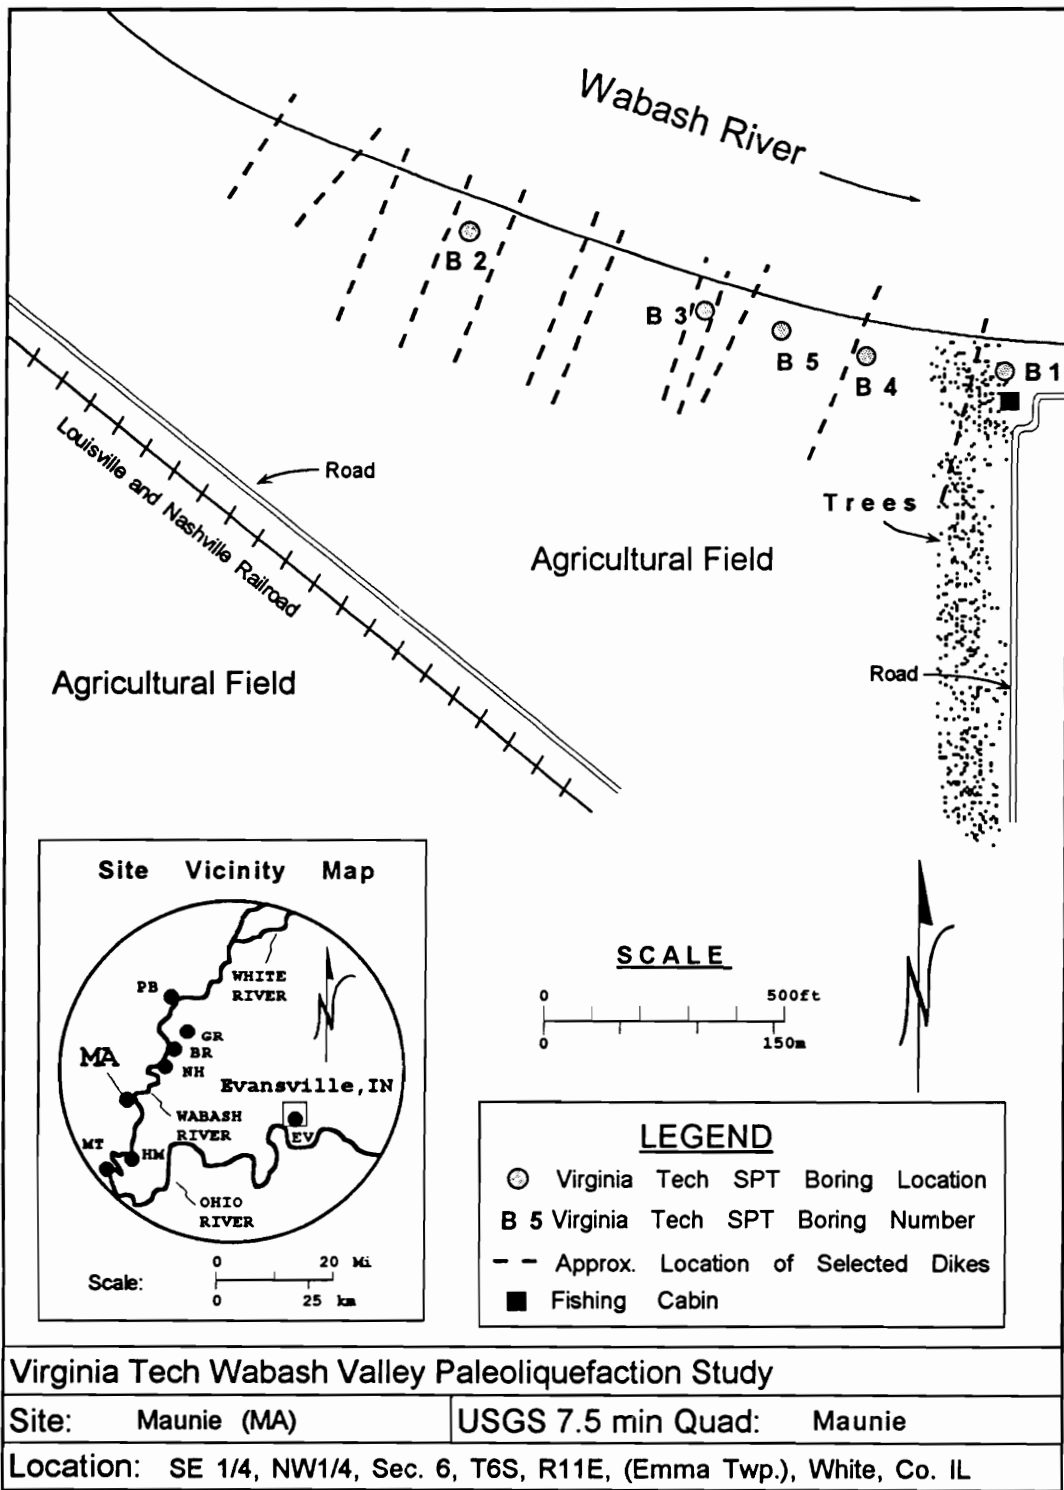 Wabash River
B 2
B 3
B 5
B 4
B 1
Road
Louisville and Nashville Railroad
Trees
Agricultural Field
Agricultural Field
Road
Site Vicinity Map
WHITE
RIVER
PB
GR
BR
NH
MA
Evansville, IN
EV
WABASH
RIVER
MT
HM
OHIO
RIVER
Scale:
0 20 Mi
0 25 km
SCALE
0 500ft
0 150m
N
N
LEGEND
Virginia Tech SPT Boring Location
B 5 Virginia Tech SPT Boring Number
Approx. Location of Selected Dikes
Fishing Cabin
Virginia Tech Wabash Valley Paleoliquefaction Study
Site: Maunie (MA)
USGS 7.5 min Quad: Maunie
Location: SE 1/4, NW1/4, Sec. 6, T6S, R11E, (Emma Twp.), White, Co. IL